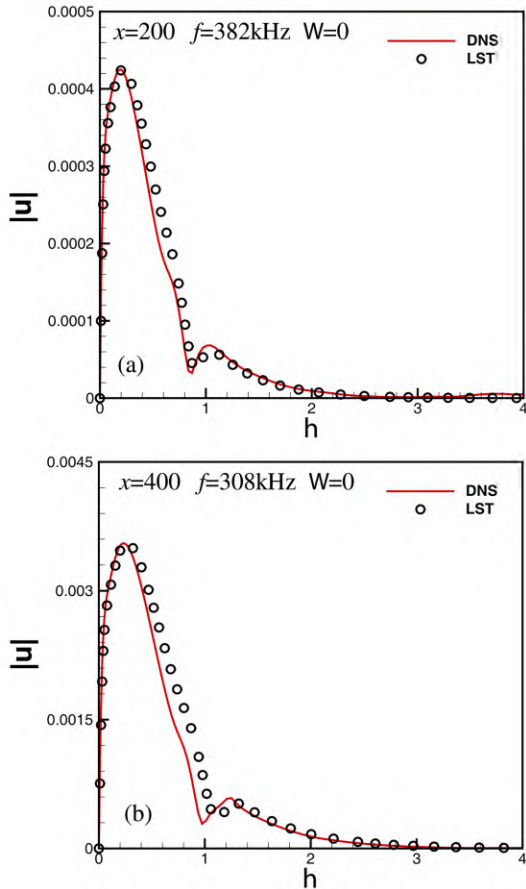 0.0005
x=200 f=382kHz W=0
DNS
LST
0.0004
0.0003
|u|
0.0002
0.0001
(a)
0
0 1 2 3 4
h
0.0045
x=400 f=308kHz W=0
DNS
LST
0.003
|u|
0.0015
(b)
0
0 1 2 3 4
h